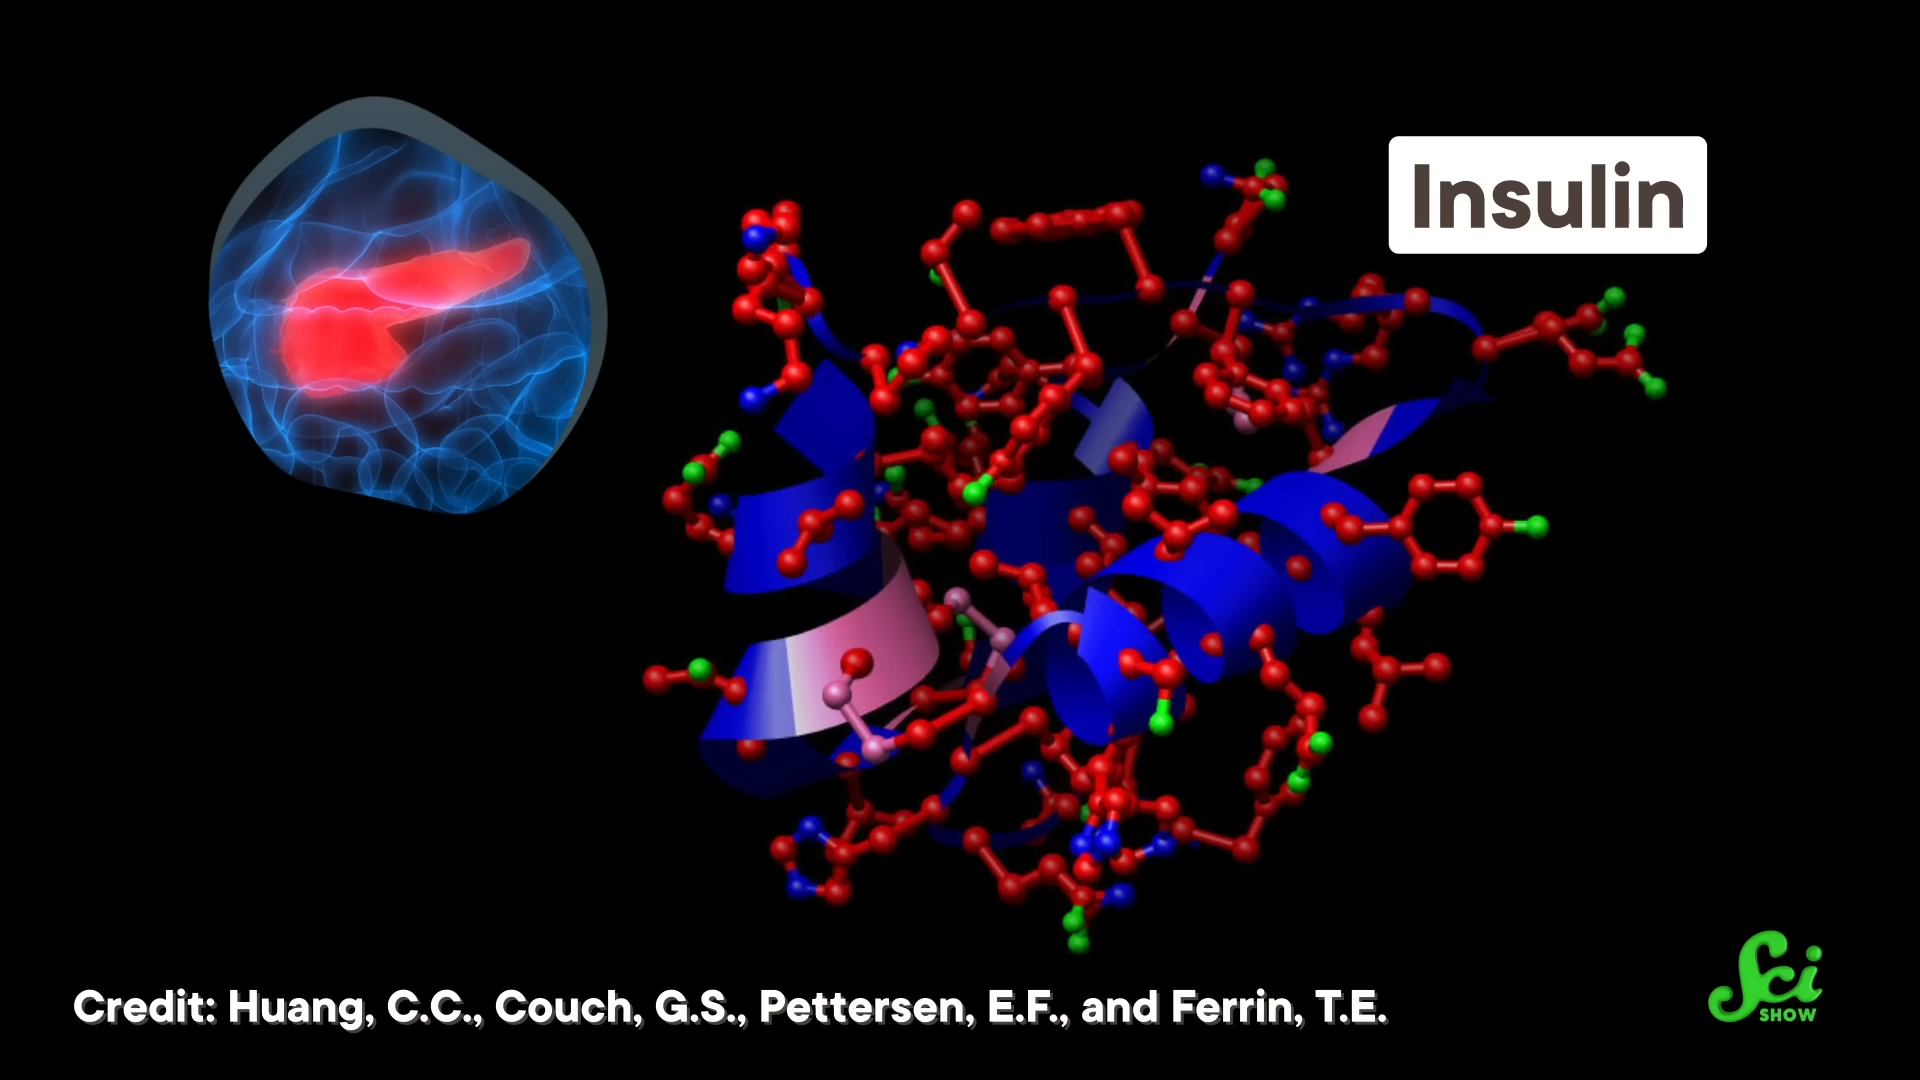 Insulin
Credit: Huang, C.C., Couch, G.S., Pettersen, E.F., and Ferrin, T.E.
Sci
SHOW